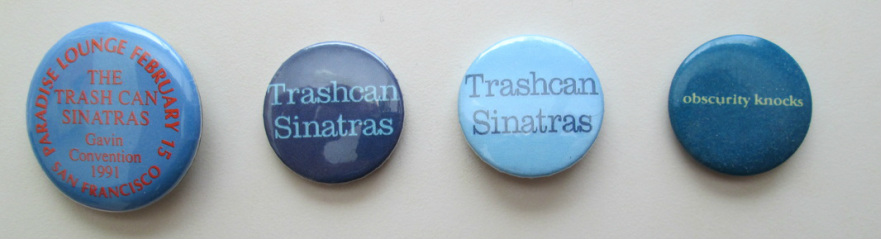 PARADISE LOUNGE FEBRUARY 15
THE
TRASH CAN
SINATRAS
Gavin
Convention
1991
SAN FRANCISCO
Trashcan
Sinatras
Trashcan
Sinatras
obscurity knocks